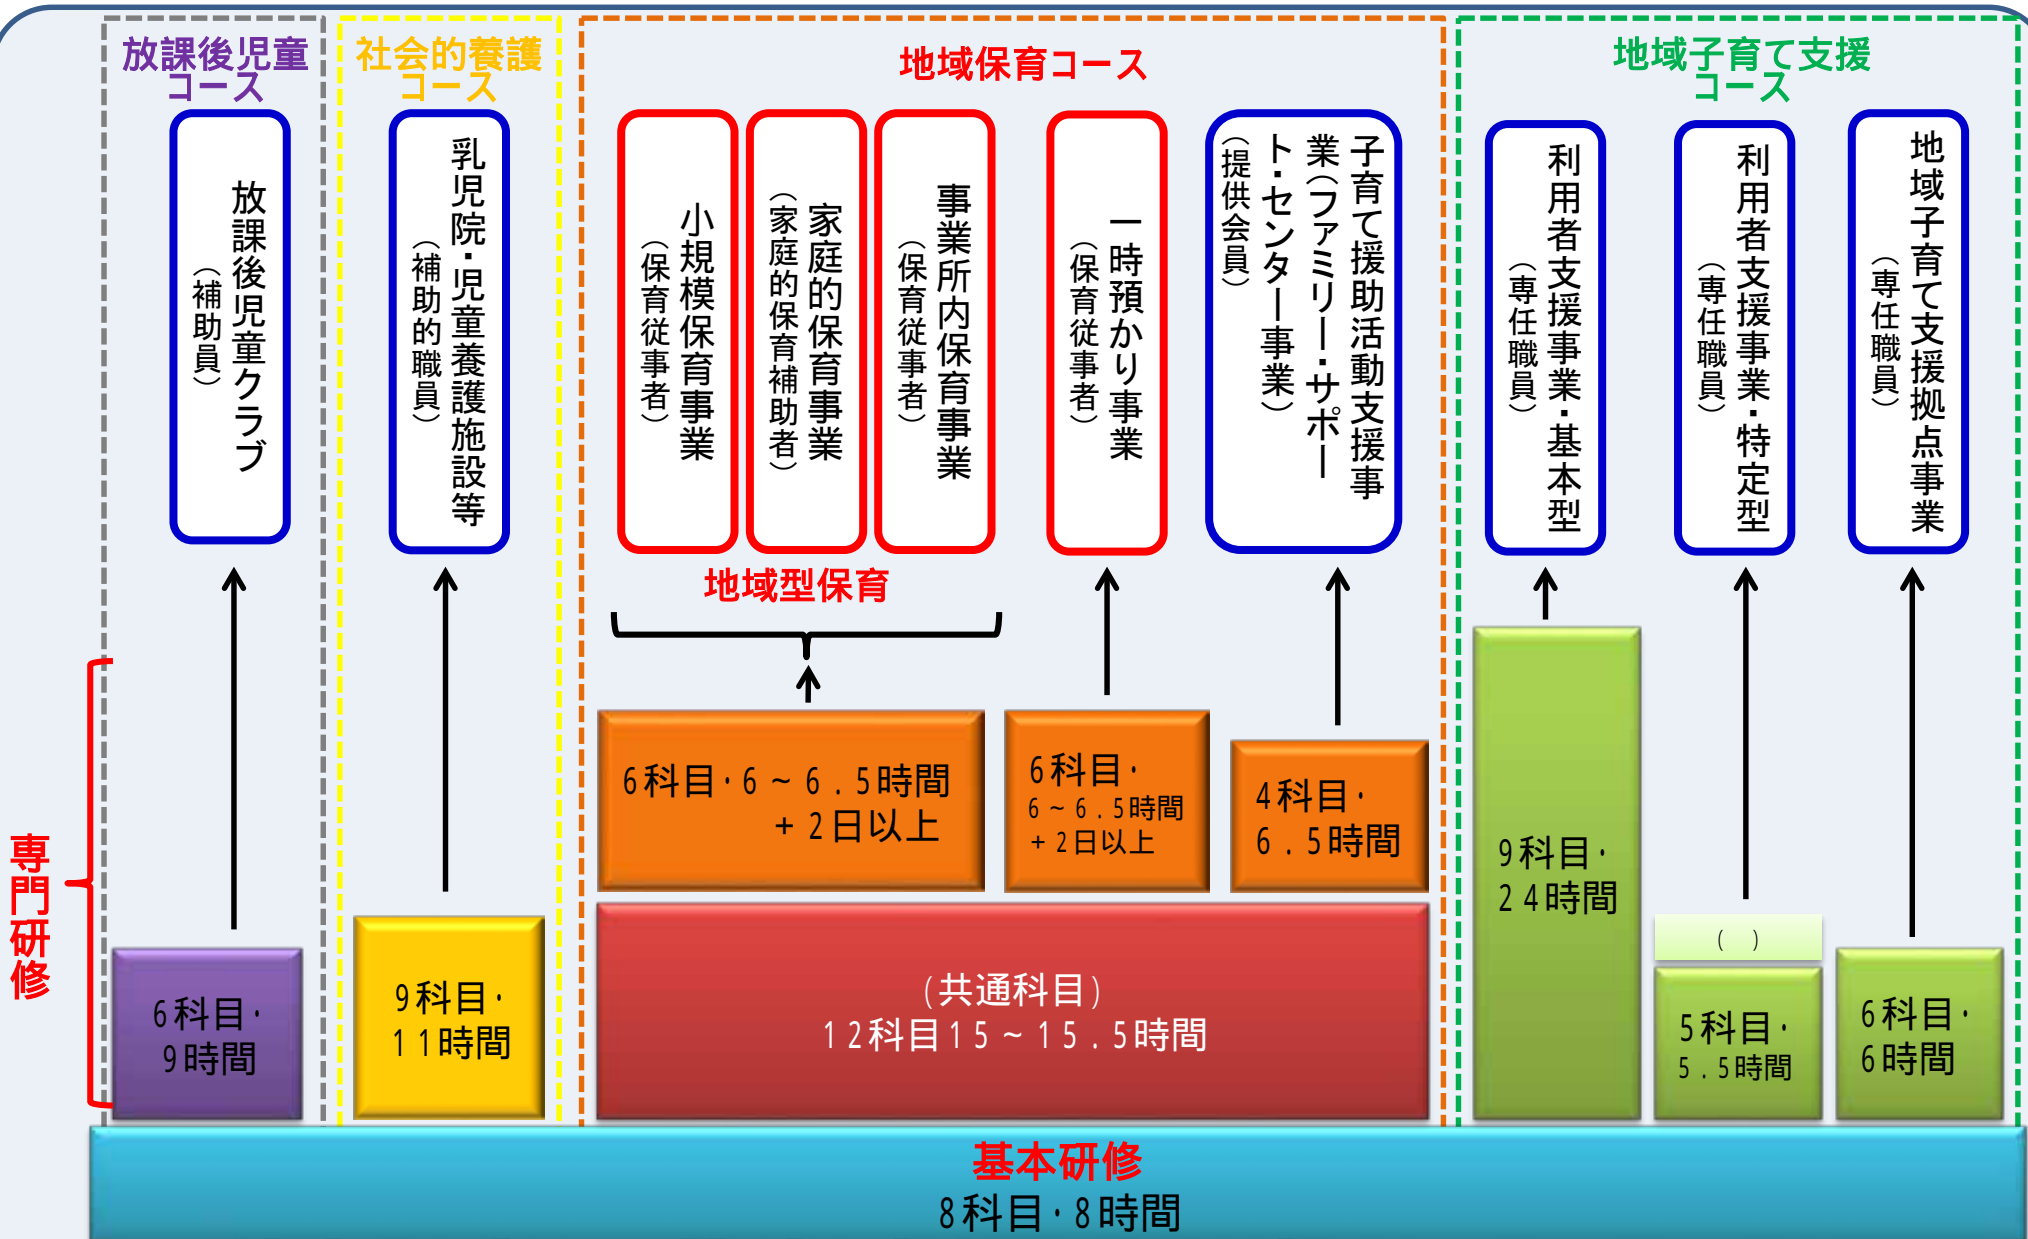 放課後児童
コース
社会的養護
コース
地域保育コース
地域子育て支援
コース
放課後児童クラブ
（補助員）
乳児院・児童養護施設等
（補助的職員）
小規模保育事業
（保育従事者）
家庭的保育事業
（家庭的保育補助者）
事業所内保育事業
（保育従事者）
一時預かり事業
（保育従事者）
子育て援助活動支援事
業（ファミリー・サポー
ト・センター事業）
（提供会員）
利用者支援事業・基本型
（専任職員）
利用者支援事業・特定型
（専任職員）
地域子育て支援拠点事業
（専任職員）
地域型保育
専門研修
6科目・
9時間
9科目・
11時間
6科目・6～6.5時間
+2日以上
6科目・
6～6.5時間
+2日以上
4科目・
6.5時間
（共通科目）
12科目15～15.5時間
9科目・
24時間
（　）
5科目・
5.5時間
6科目・
6時間
基本研修
8科目・8時間